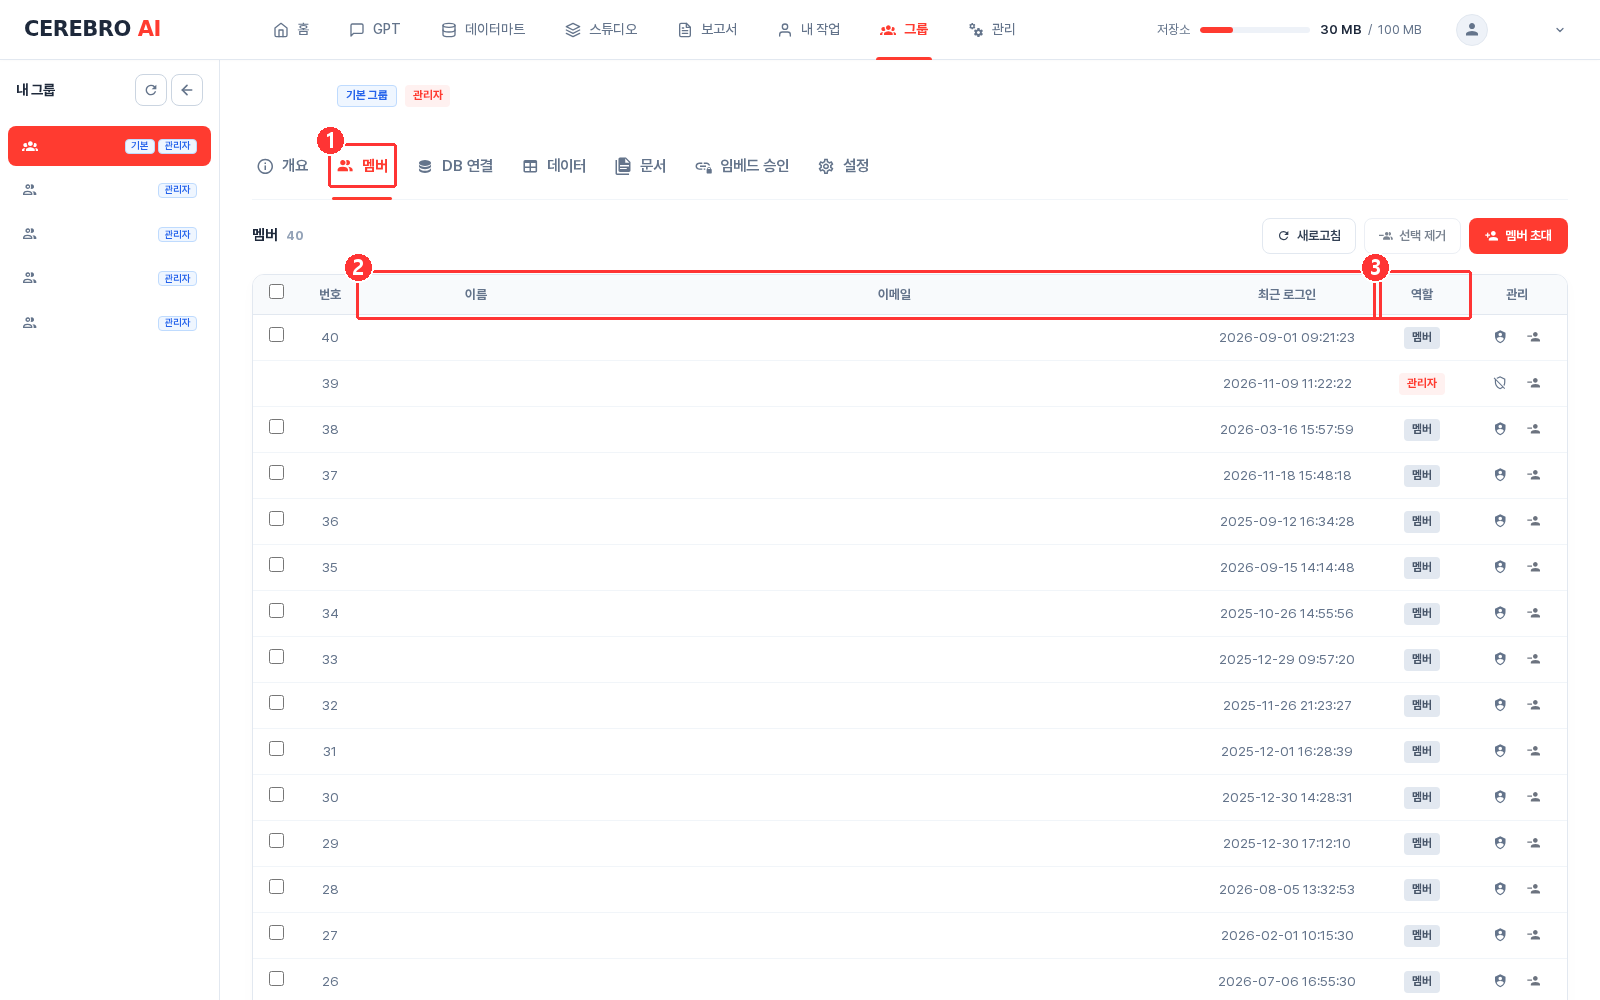 CEREBRO AI
홈 GPT 데이터마트 스튜디오 보고서 내 작업 그룹 관리 저장소 30 MB / 100 MB
내 그룹
기본 그룹 관리자
기본 관리자
관리자
관리자
관리자
관리자
1
개요 멤버 DB 연결 데이터 문서 임베드 승인 설정
멤버 40 새로고침 선택 제거 멤버 초대
2 3
번호 이름 이메일 최근 로그인 역할 관리
40 2026-09-01 09:21:23 멤버
39 2026-11-09 11:22:22 관리자
38 2026-03-16 15:57:59 멤버
37 2026-11-18 15:48:18 멤버
36 2025-09-12 16:34:28 멤버
35 2026-09-15 14:14:48 멤버
34 2025-10-26 14:55:56 멤버
33 2025-12-29 09:57:20 멤버
32 2025-11-26 21:23:27 멤버
31 2025-12-01 16:28:39 멤버
30 2025-12-30 14:28:31 멤버
29 2025-12-30 17:12:10 멤버
28 2026-08-05 13:32:53 멤버
27 2026-02-01 10:15:30 멤버
26 2026-07-06 16:55:30 멤버